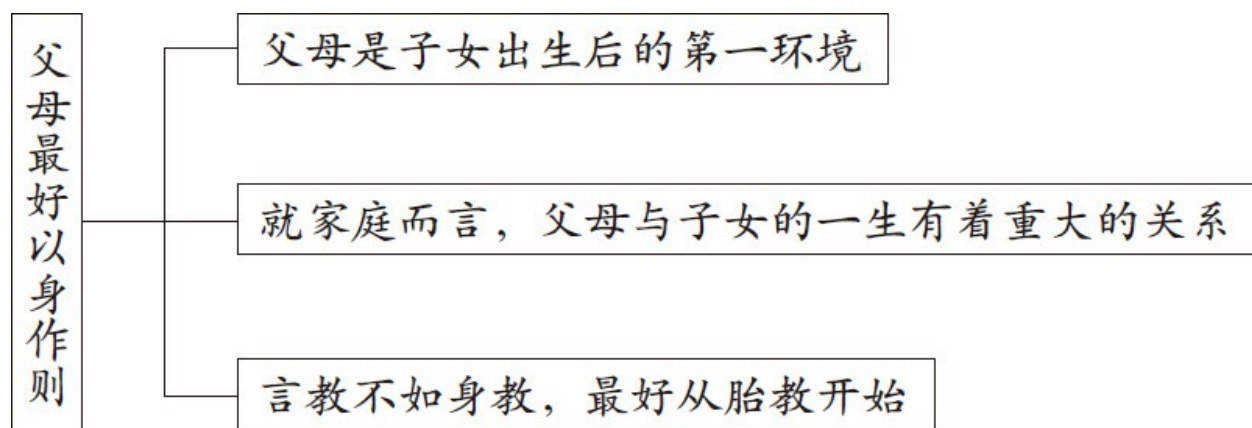 父母最好以身作则
父母是子女出生后的第一环境
就家庭而言，父母与子女的一生有着重大的关系
言教不如身教，最好从胎教开始